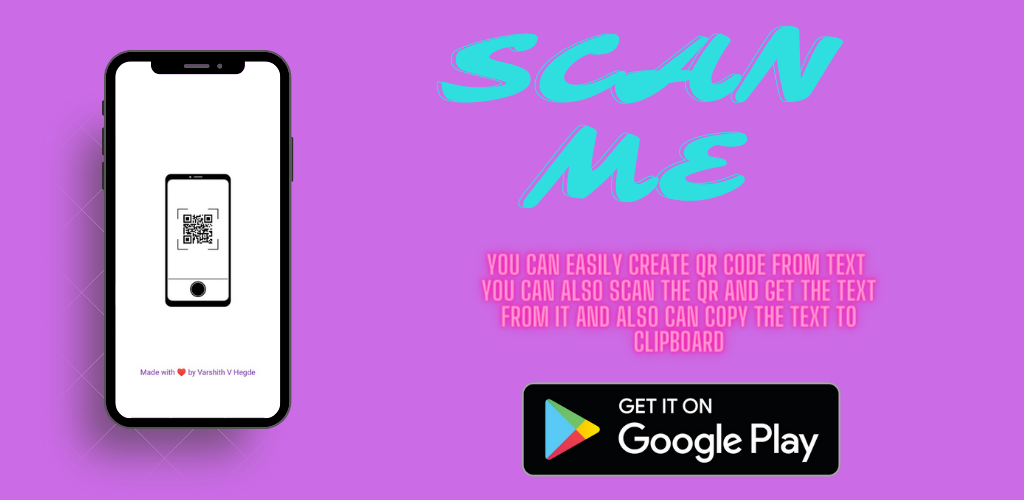 SCAN
ME
YOU CAN EASILY CREATE QR CODE FROM TEXT
YOU CAN ALSO SCAN THE QR AND GET THE TEXT
FROM IT AND ALSO CAN COPY THE TEXT TO
CLIPBOARD
Made with ❤ by Varshith V Hegde
GET IT ON
Google Play